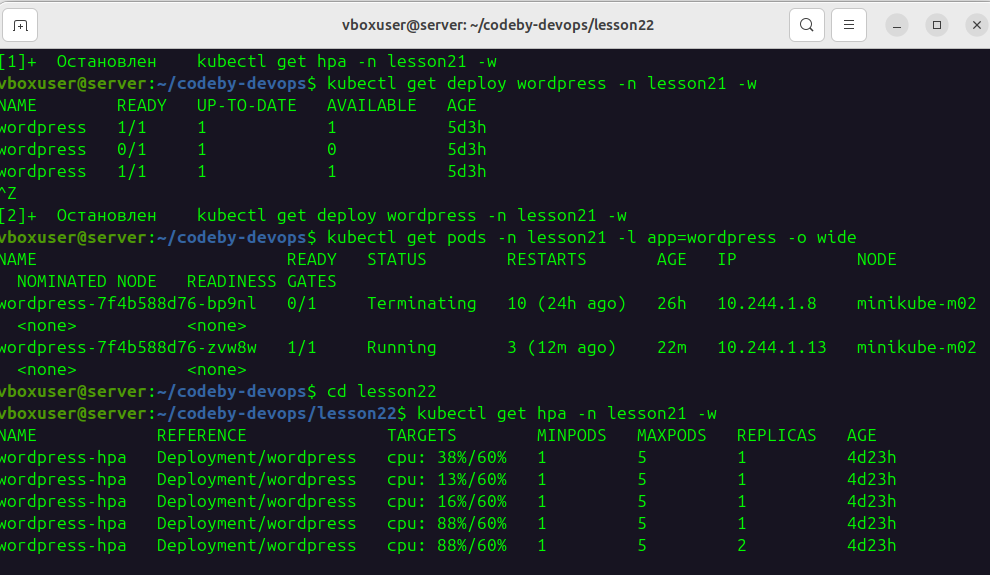 vboxuser@server: ~/codeby-devops/lesson22
[1]+  Остановлен    kubectl get hpa -n lesson21 -w
vboxuser@server:~/codeby-devops$ kubectl get deploy wordpress -n lesson21 -w
NAME        READY   UP-TO-DATE   AVAILABLE   AGE
wordpress   1/1     1            1           5d3h
wordpress   0/1     1            0           5d3h
wordpress   1/1     1            1           5d3h
^Z
[2]+  Остановлен    kubectl get deploy wordpress -n lesson21 -w
vboxuser@server:~/codeby-devops$ kubectl get pods -n lesson21 -l app=wordpress -o wide
NAME                         READY   STATUS        RESTARTS       AGE   IP            NODE
  NOMINATED NODE   READINESS GATES
wordpress-7f4b588d76-bp9nl   0/1     Terminating   10 (24h ago)   26h   10.244.1.8    minikube-m02
  <none>           <none>
wordpress-7f4b588d76-zvw8w   1/1     Running       3 (12m ago)    22m   10.244.1.13   minikube-m02
  <none>           <none>
vboxuser@server:~/codeby-devops$ cd lesson22
vboxuser@server:~/codeby-devops/lesson22$ kubectl get hpa -n lesson21 -w
NAME            REFERENCE              TARGETS       MINPODS   MAXPODS   REPLICAS   AGE
wordpress-hpa   Deployment/wordpress   cpu: 38%/60%   1         5         1          4d23h
wordpress-hpa   Deployment/wordpress   cpu: 13%/60%   1         5         1          4d23h
wordpress-hpa   Deployment/wordpress   cpu: 16%/60%   1         5         1          4d23h
wordpress-hpa   Deployment/wordpress   cpu: 88%/60%   1         5         1          4d23h
wordpress-hpa   Deployment/wordpress   cpu: 88%/60%   1         5         2          4d23h